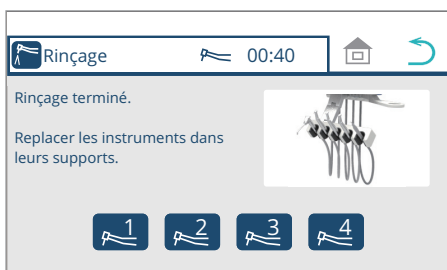 Rinçage 00:40
Rinçage terminé.
Replacer les instruments dans
leurs supports.
1 2 3 4